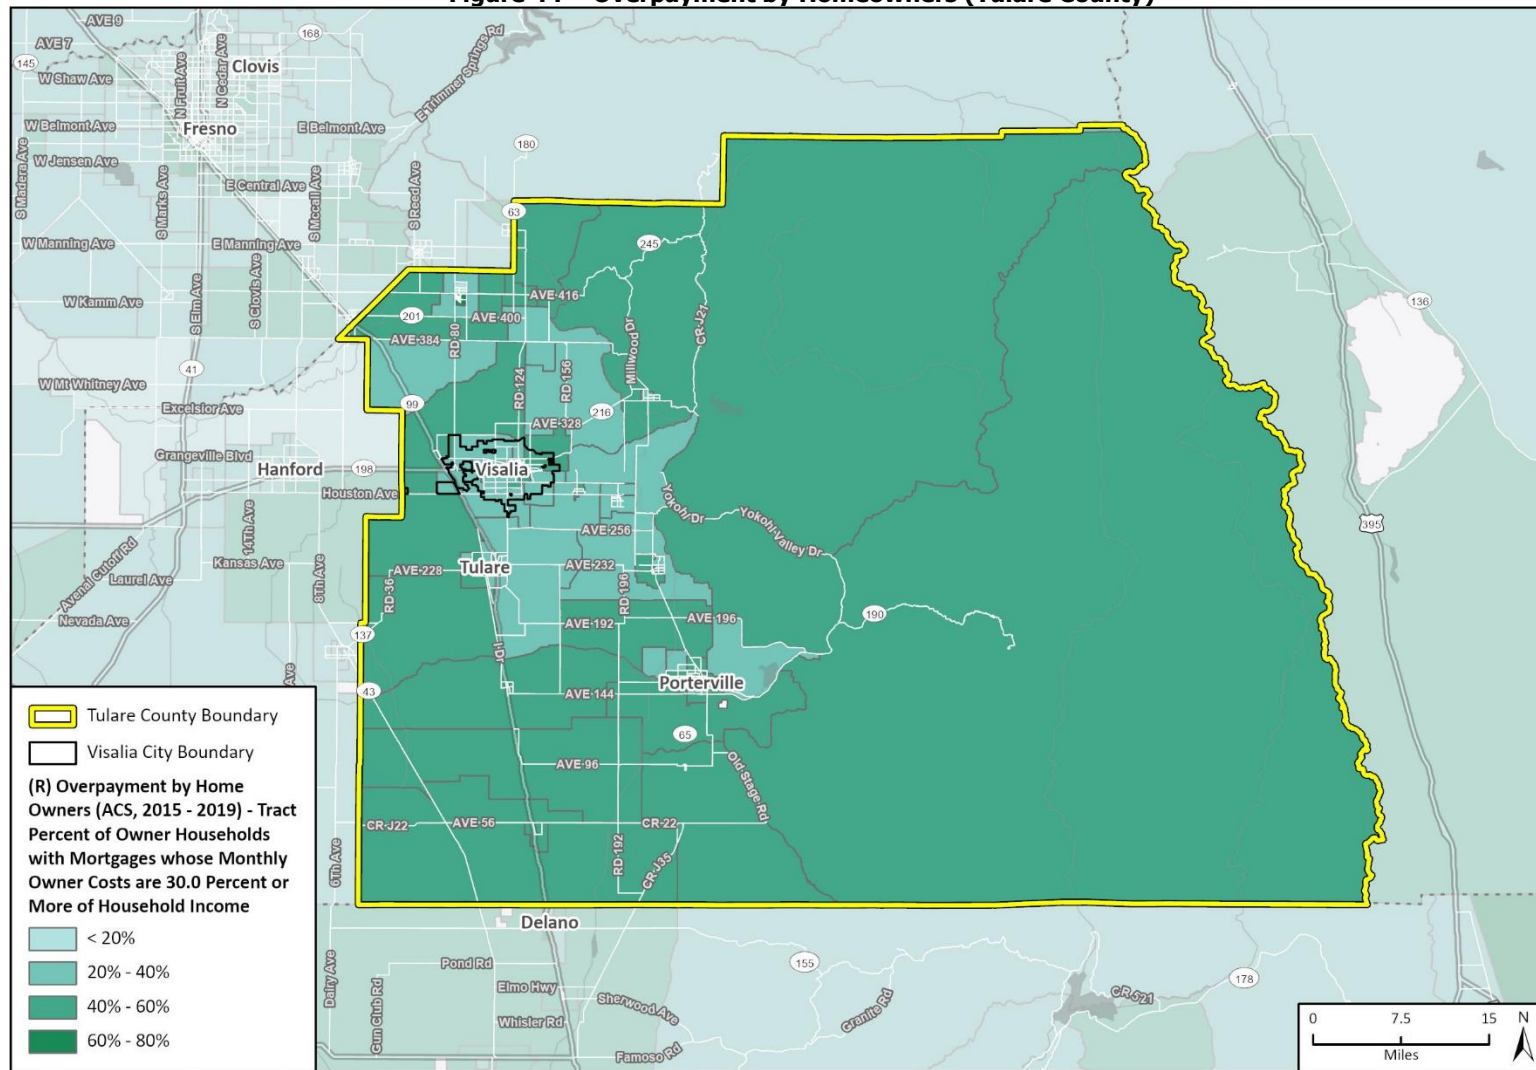 AVE 9
AVE 7
168
Clovis
145
W Shaw Ave
N Fruit Ave
N Cedar Ave
E Trimmer Springs Rd
W Belmont Ave
Fresno
E Belmont Ave
180
W Jensen Ave
S Madera Ave
S Marks Ave
E Central Ave
S Mccall Ave
S Reed Ave
63
W Manning Ave
E Manning Ave
245
W Kamm Ave
S Elm Ave
S Clovis Ave
AVE 416
201
RD 80
AVE 400
AVE 384
Millwood Dr
CR-J21
136
41
W Mt Whitney Ave
RD 124
RD 156
Excelsior Ave
99
216
AVE 328
Grangeville Blvd
Hanford
198
Visalia
Houston Ave
Yokohl Dr
Yokohl Valley Dr
395
AVE 256
14Th Ave
Kansas Ave
Avenal Cutoff Rd
Laurel Ave
8Th Ave
AVE 228
Tulare
AVE 232
RD 36
RD 196
Nevada Ave
137
AVE 192
AVE 196
190
I Dr
Porterville
43
AVE 144
65
AVE 96
Old Stage Rd
CR-J22
AVE 56
CR 22
RD 192
CR-J35
6Th Ave
Delano
Dairy Ave
Gun Club Rd
Pond Rd
155
Elmo Hwy
Sherwood Ave
Granite Rd
CR-521
178
Whisler Rd
Famoso Rd
Tulare County Boundary
Visalia City Boundary
(R) Overpayment by Home
Owners (ACS, 2015 - 2019) - Tract
Percent of Owner Households
with Mortgages whose Monthly
Owner Costs are 30.0 Percent or
More of Household Income
< 20%
20% - 40%
40% - 60%
60% - 80%
0 7.5 15
Miles
N